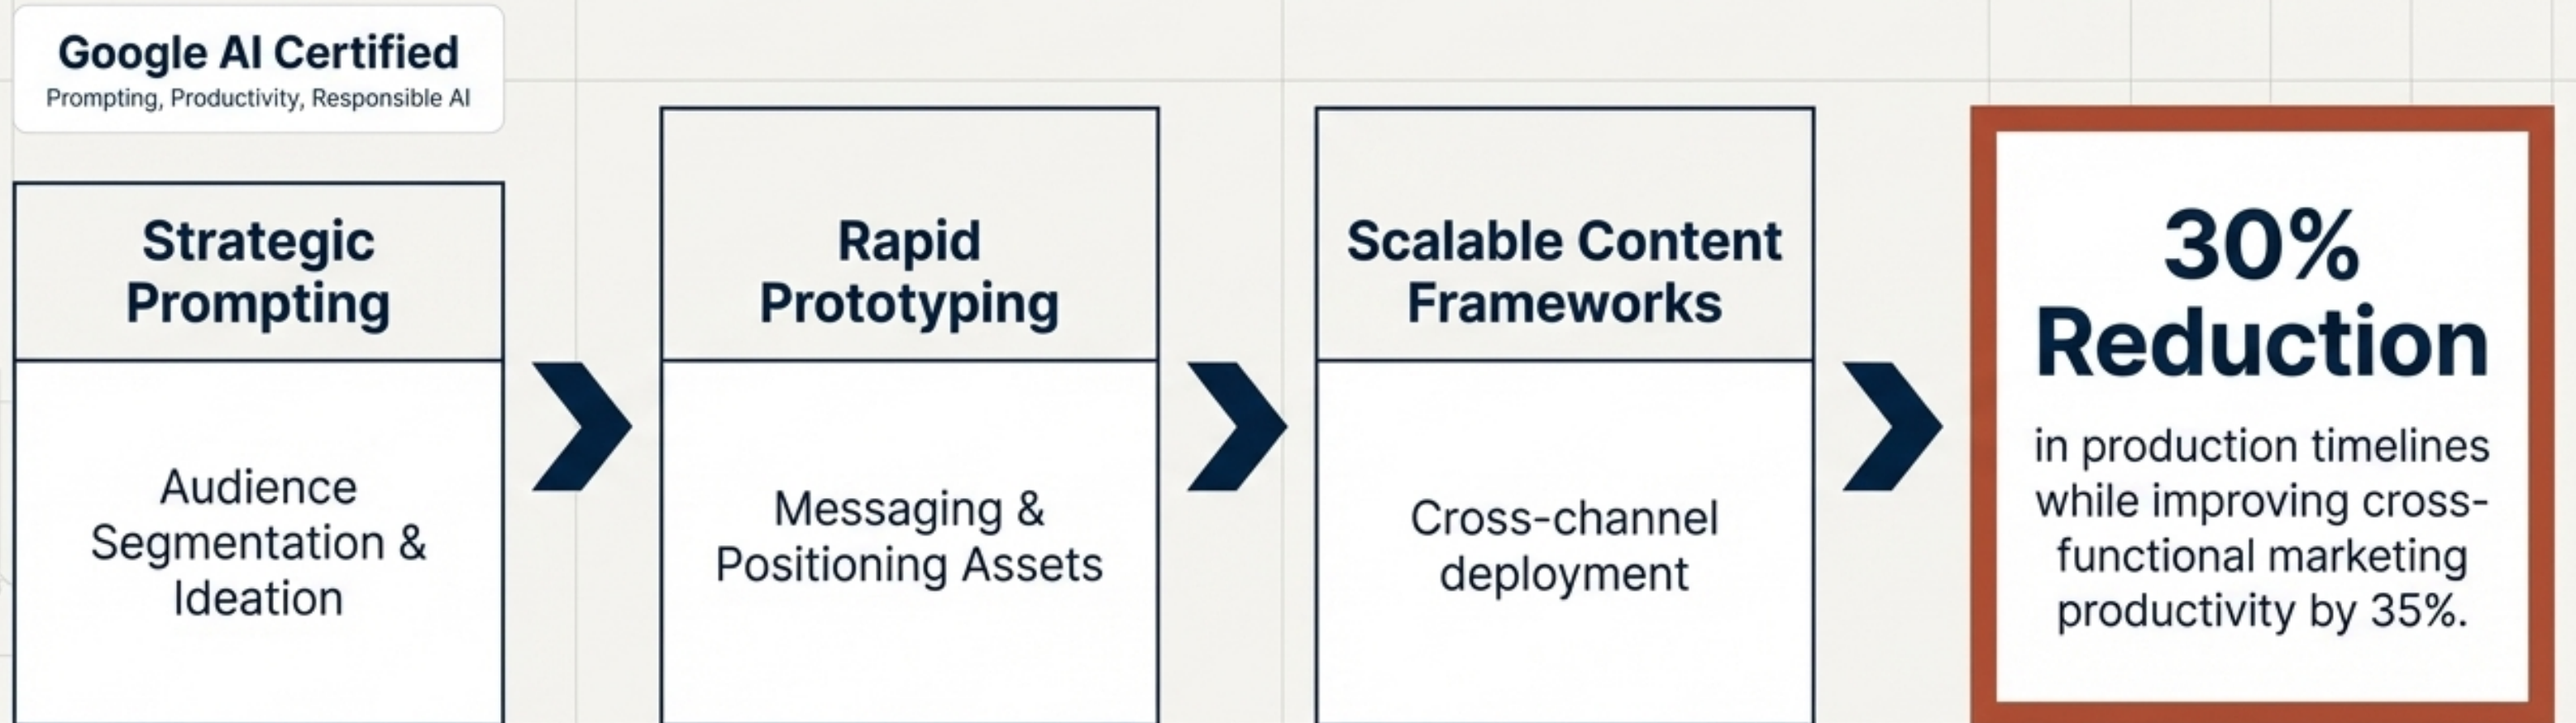 Google AI Certified
Prompting, Productivity, Responsible AI
Strategic
Prompting
Audience
Segmentation &
Ideation
Rapid
Prototyping
Messaging &
Positioning Assets
Scalable Content
Frameworks
Cross-channel
deployment
30%
Reduction
in production timelines
while improving cross-
functional marketing
productivity by 35%.